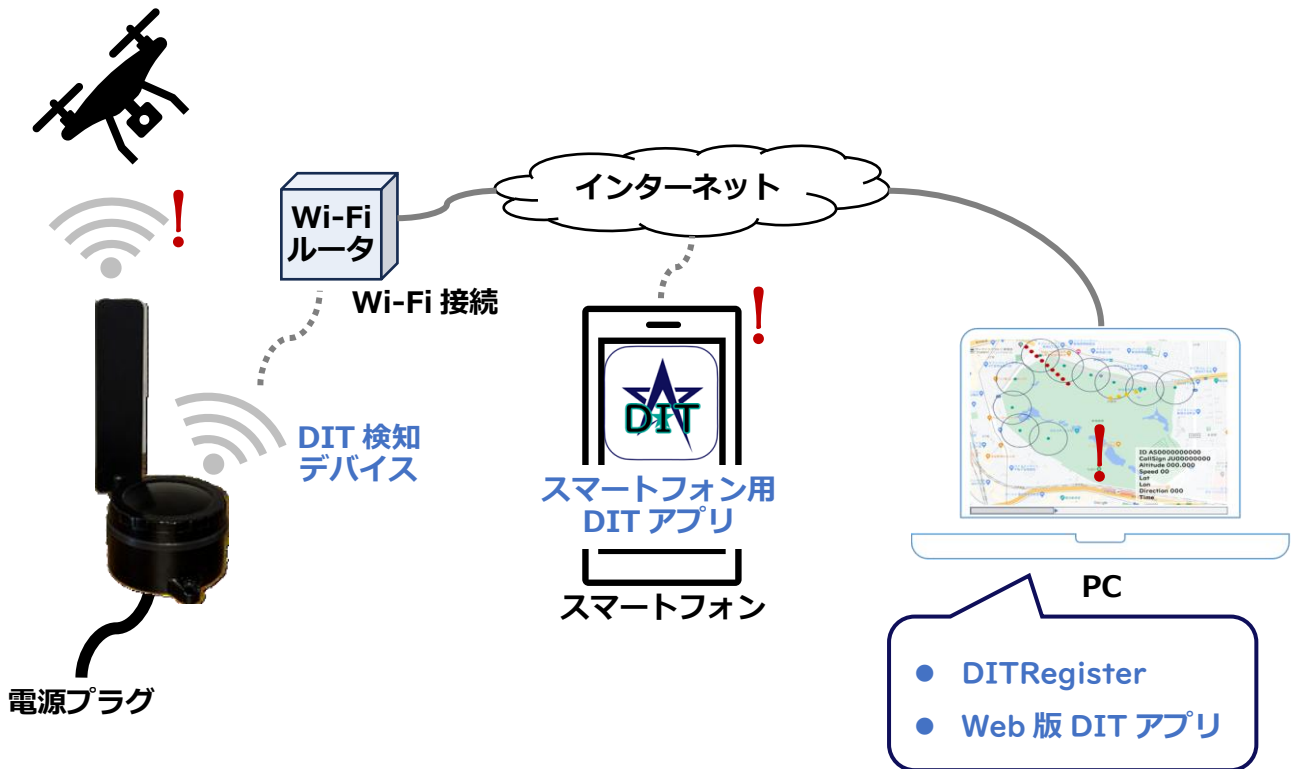 インターネット
Wi-Fi
ルータ
Wi-Fi 接続
!
!
DIT
DIT 検知
デバイス
スマートフォン用
DIT アプリ
スマートフォン
!
ID AS0000000000
CallSign JU00000000
Altitude 000.000
Speed 00
Lat
Lon
Direction 000
Time
PC
電源プラグ
● DITRegister
● Web 版 DIT アプリ